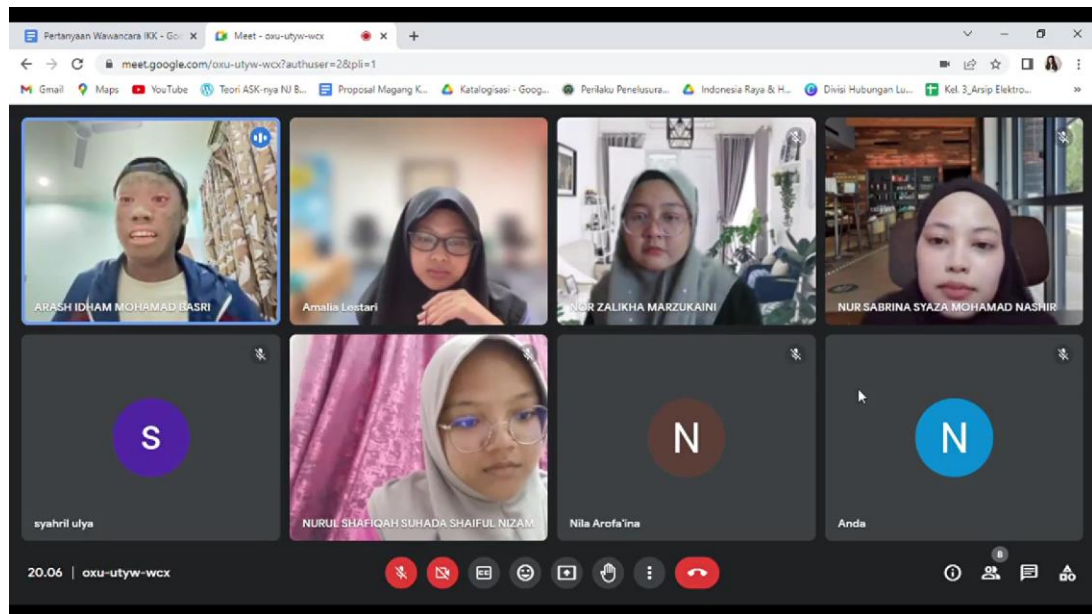 Pertanyaan Wawancara IKK - Goo
Meet - oxu-utyw-wcx
meet.google.com/oxu-utyw-wcx?authuser=2&pli=1
Gmail
Maps
YouTube
Teori ASK-nya NJ B...
Proposal Magang K...
Katalogisasi - Goog...
Perilaku Penelusura...
Indonesia Raya & H...
Divisi Hubungan Lu...
Kel. 3_Arsip Elektro...
»
ARASH IDHAM MOHAMAD BASRI
Amalia Lestari
NOR ZALIKHA MARZUKAINI
NUR SABRINA SYAZA MOHAMAD NASHIR
S
syahril ulya
NURUL SHAFIQAH SUHADA SHAIFUL NIZAM
N
Nila Arofa'ina
N
Anda
20.06 | oxu-utyw-wcx
CC
8